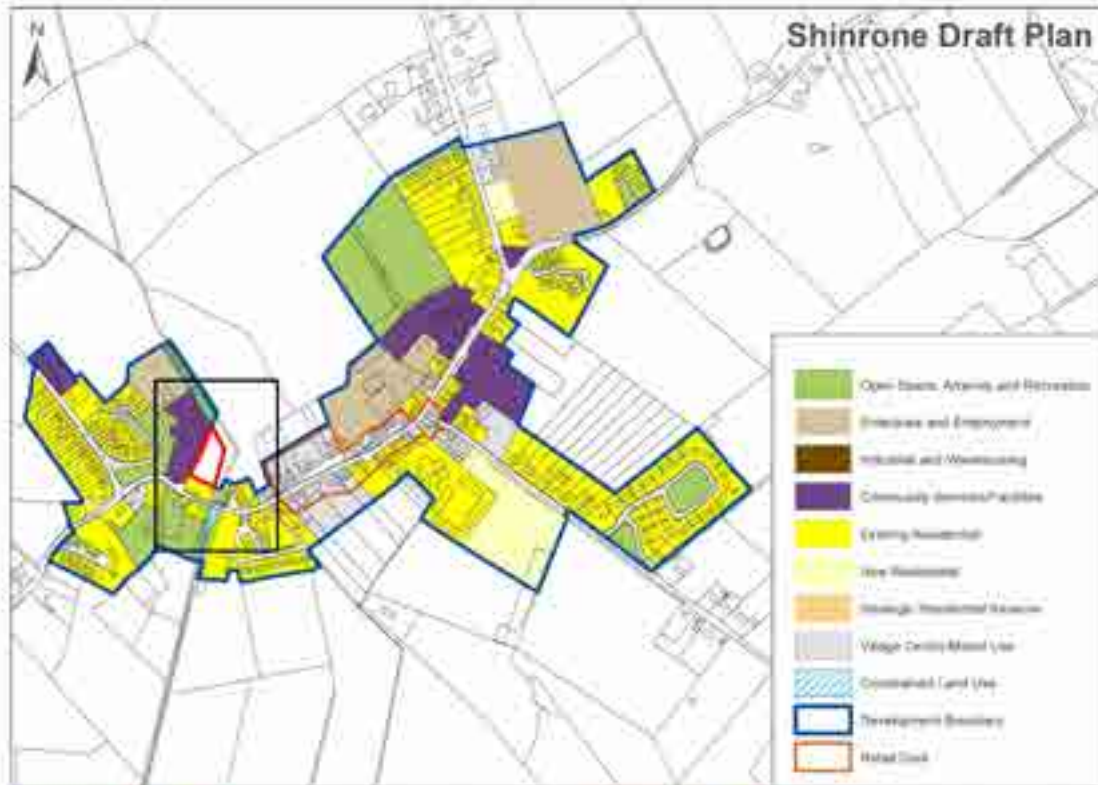 N
Shinrone Draft Plan
Open Space, Amenity and Recreation
Enterprise and Employment
Industrial and Warehousing
Community Services/Facilities
Existing Residential
New Residential
Strategic Residential Reserve
Village Centre/Mixed Use
Constrained Land Use
Development Boundary
Retail Core